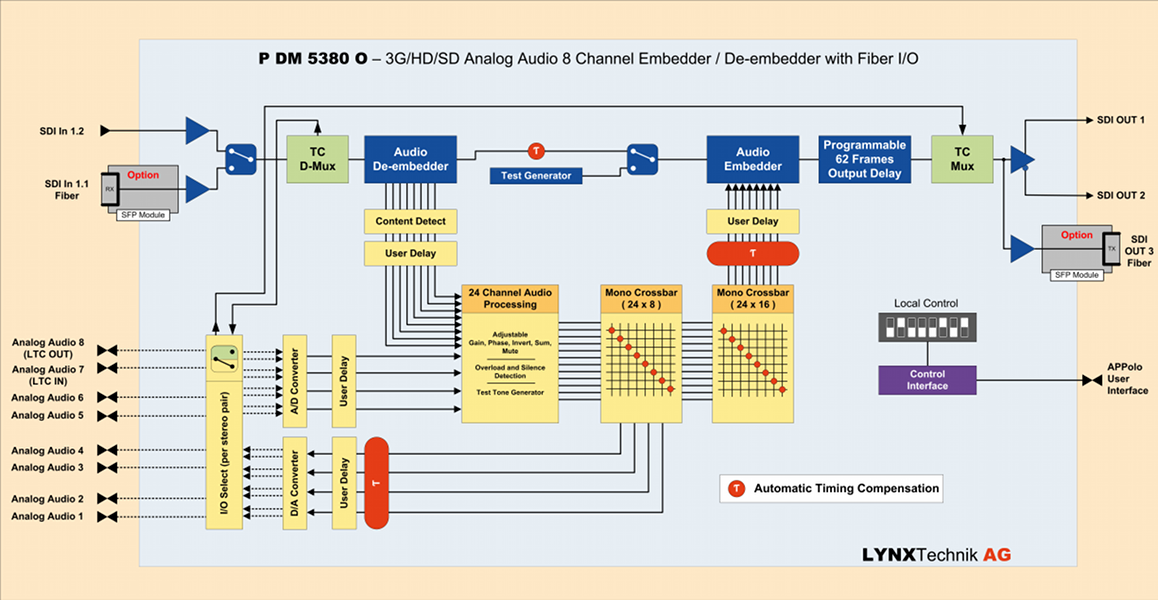 P DM 5380 O – 3G/HD/SD Analog Audio 8 Channel Embedder / De-embedder with Fiber I/O
SDI In 1.2
SDI In 1.1
Fiber
Option
RX
SFP Module
TC
D-Mux
Audio
De-embedder
τ
Test Generator
Audio
Embedder
Programmable
62 Frames
Output Delay
TC
Mux
SDI OUT 1
SDI OUT 2
Option
TX
SFP Module
SDI
OUT 3
Fiber
Content Detect
User Delay
User Delay
τ
24 Channel Audio
Processing
Adjustable
Gain, Phase, Invert, Sum,
Mute
Overload and Silence
Detection
Test Tone Generator
Mono Crossbar
( 24 x 8 )
Mono Crossbar
( 24 x 16 )
Local Control
Control
Interface
APPolo
User
Interface
Analog Audio 8
(LTC OUT)
Analog Audio 7
(LTC IN)
Analog Audio 6
Analog Audio 5
Analog Audio 4
Analog Audio 3
Analog Audio 2
Analog Audio 1
I/O Select (per stereo pair)
A/D Converter
User Delay
D/A Converter
User Delay
τ
τ Automatic Timing Compensation
LYNXTechnik AG